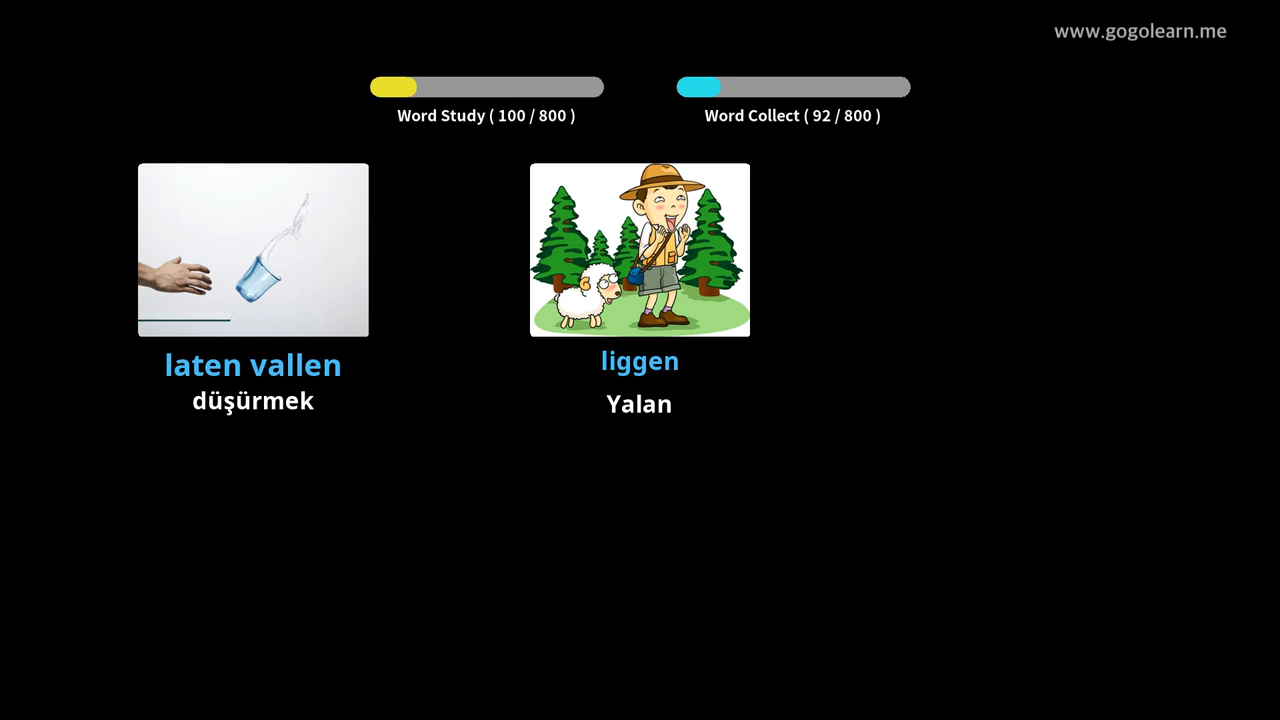 www.gogolearn.me
Word Study ( 100 / 800 )
Word Collect ( 92 / 800 )
laten vallen
düşürmek
liggen
Yalan